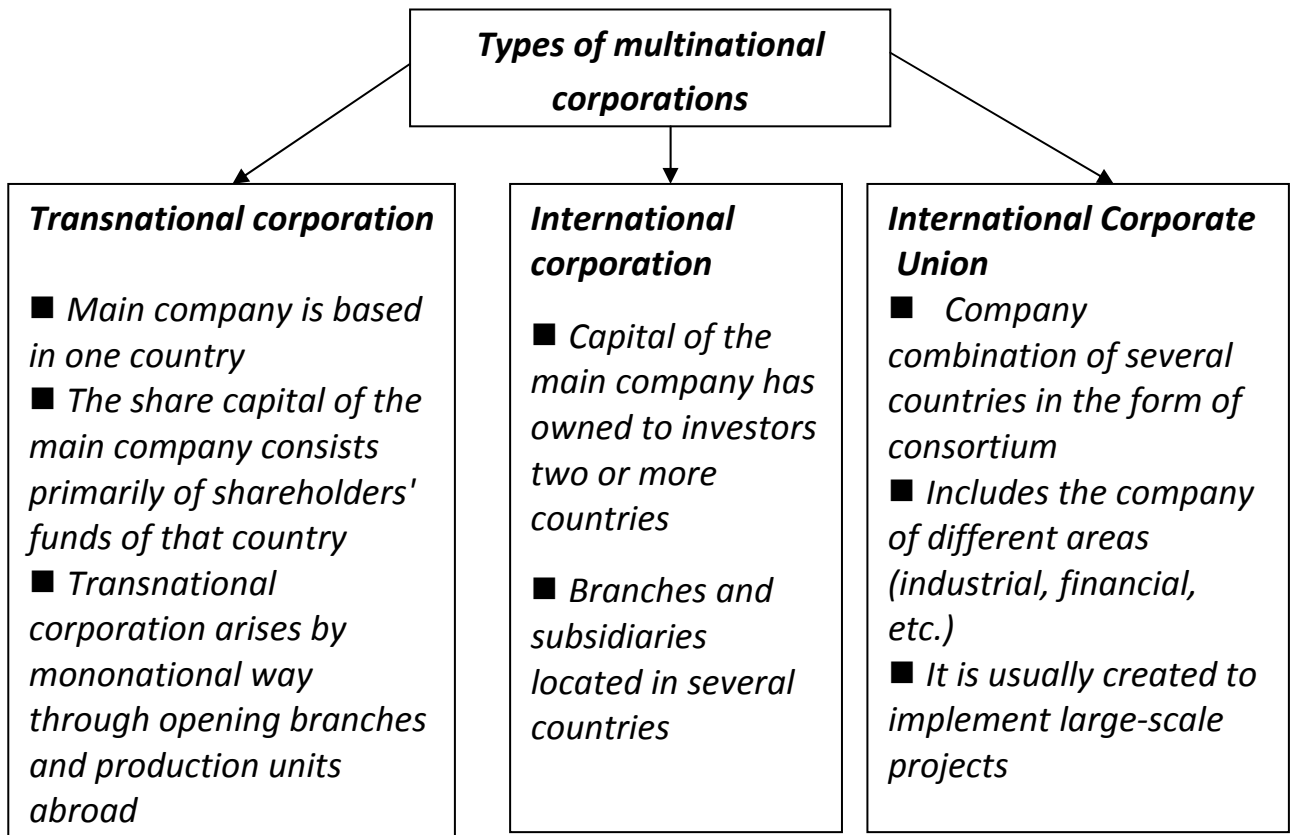 Types of multinational
corporations
Transnational corporation
■ Main company is based
in one country
■ The share capital of the
main company consists
primarily of shareholders'
funds of that country
■ Transnational
corporation arises by
mononational way
through opening branches
and production units
abroad
International
corporation
■ Capital of the
main company has
owned to investors
two or more
countries
■ Branches and
subsidiaries
located in several
countries
International Corporate
Union
■ Company
combination of several
countries in the form of
consortium
■ Includes the company
of different areas
(industrial, financial,
etc.)
■ It is usually created to
implement large-scale
projects